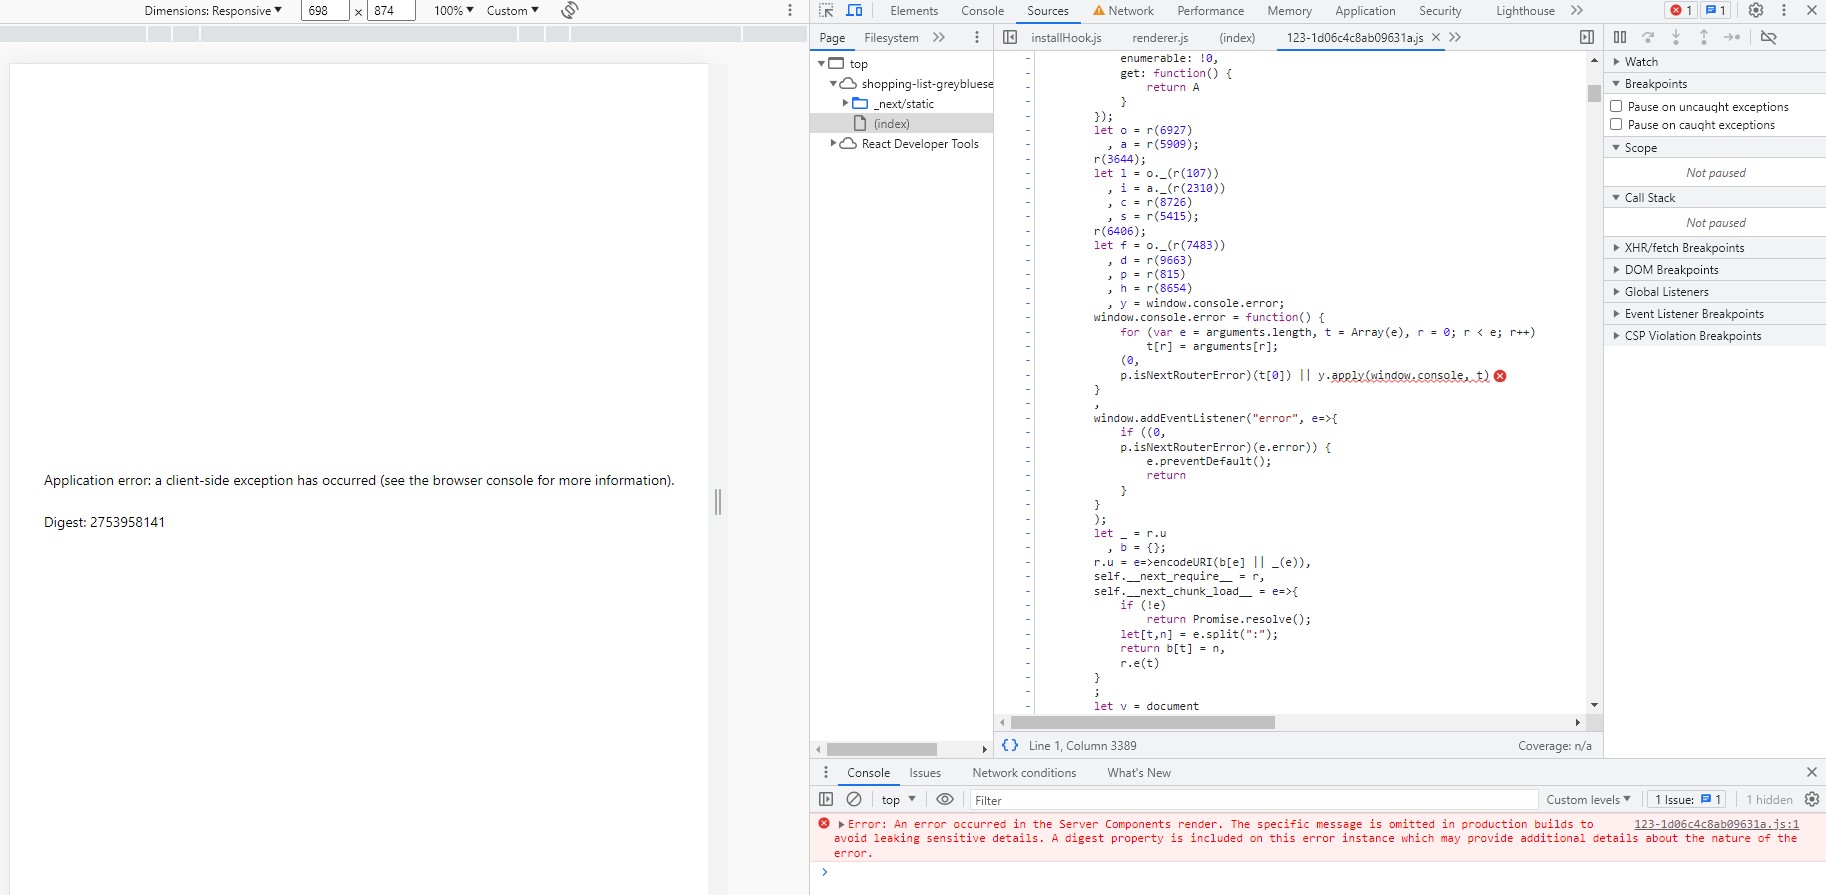 Dimensions: Responsive ▼ 698 × 874 100% ▼ Custom ▼
Elements Console Sources Network Performance Memory Application Security Lighthouse 1 1
Page Filesystem
installHook.js renderer.js (index) 123-1d06c4c8ab09631a.js
top
shopping-list-greybluese
_next/static
(index)
React Developer Tools
enumerable: !0,
get: function() {
return A
}
});
let o = r(6927)
, a = r(5909);
r(3644);
let l = o._(r(107))
, i = a._(r(2310))
, c = r(8726)
, s = r(5415);
r(6406);
let f = o._(r(7483))
, d = r(9663)
, p = r(815)
, h = r(8654)
, y = window.console.error;
window.console.error = function() {
for (var e = arguments.length, t = Array(e), r = 0; r < e; r++)
t[r] = arguments[r];
(0,
p.isNextRouterError)(t[0]) || y.apply(window.console, t)
}
,
window.addEventListener("error", e=>{
if ((0,
p.isNextRouterError)(e.error)) {
e.preventDefault();
return
}
}
);
let _ = r.u
, b = {};
r.u = e=>encodeURI(b[e] || _(e)),
self.__next_require__ = r,
self.__next_chunk_load__ = e=>{
if (!e)
return Promise.resolve();
let[t,n] = e.split(":");
return b[t] = n,
r.e(t)
}
;
let v = document
{} Line 1, Column 3389 Coverage: n/a
Watch
Breakpoints
Pause on uncaught exceptions
Pause on caught exceptions
Scope
Not paused
Call Stack
Not paused
XHR/fetch Breakpoints
DOM Breakpoints
Global Listeners
Event Listener Breakpoints
CSP Violation Breakpoints
Application error: a client-side exception has occurred (see the browser console for more information).
Digest: 2753958141
Console Issues Network conditions What's New
top ▼ Filter Custom levels ▼ 1 Issue: 1 1 hidden
Error: An error occurred in the Server Components render. The specific message is omitted in production builds to 123-1d06c4c8ab09631a.js:1
avoid leaking sensitive details. A digest property is included on this error instance which may provide additional details about the nature of the
error.